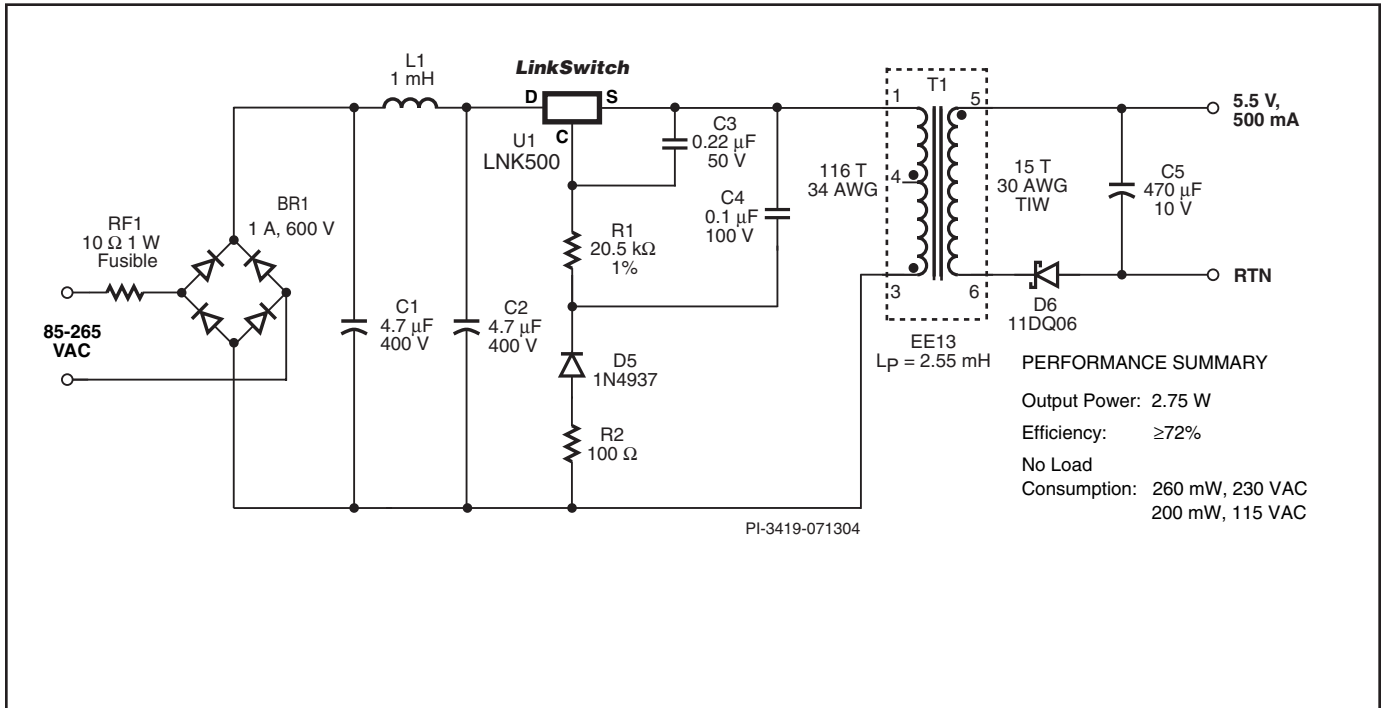 L1
1 mH
LinkSwitch
D
S
C
U1
LNK500
C3
0.22 µF
50 V
C4
0.1 µF
100 V
T1
1
5
116 T
34 AWG
4
15 T
30 AWG
TIW
3
6
5.5 V,
500 mA
C5
470 µF
10 V
RTN
D6
11DQ06
RF1
10 Ω 1 W
Fusible
BR1
1 A, 600 V
85-265
VAC
C1
4.7 µF
400 V
C2
4.7 µF
400 V
R1
20.5 kΩ
1%
D5
1N4937
R2
100 Ω
EE13
LP = 2.55 mH
PERFORMANCE SUMMARY
Output Power: 2.75 W
Efficiency: ≥72%
No Load
Consumption: 260 mW, 230 VAC
200 mW, 115 VAC
PI-3419-071304